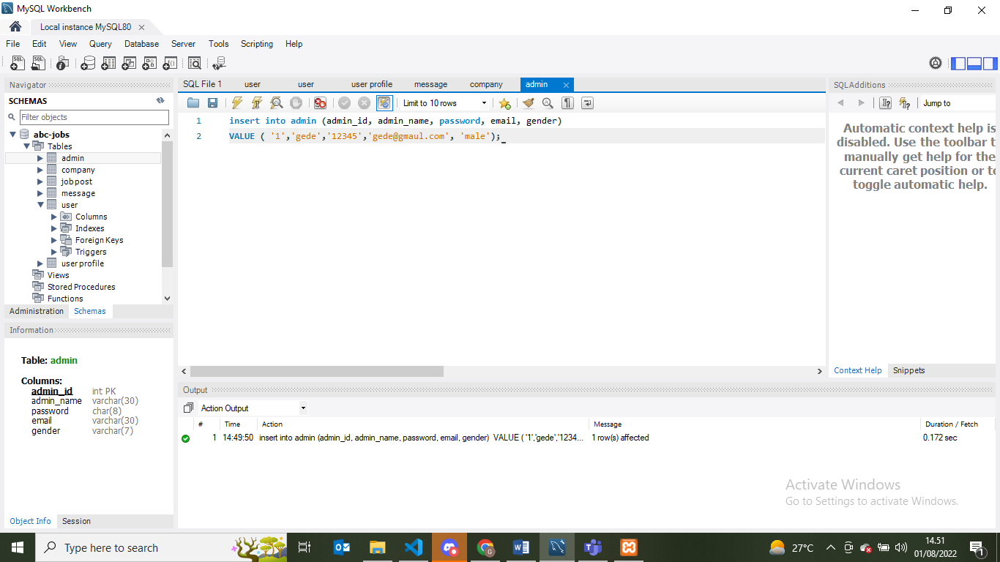 MySQL Workbench
Local instance MySQL80
File Edit View Query Database Server Tools Scripting Help
Navigator
SCHEMAS
Filter objects
abc-jobs
Tables
admin
company
jobpost
message
user
Columns
Indexes
Foreign Keys
Triggers
userprofile
Views
Stored Procedures
Functions
Administration Schemas
Information
Table: admin
Columns:
admin_id int PK
admin_name varchar(30)
password char(8)
email varchar(30)
gender varchar(7)
Object Info Session
SQL File 1 user user user profile message company admin
Limit to 10 rows
1 insert into admin (admin_id, admin_name, password, email, gender)
2 VALUE ( '1','gede','12345','gede@gmaul.com', 'male');
SQLAdditions
Jump to
Automatic context help is
disabled. Use the toolbar t
manually get help for the
current caret position or to
toggle automatic help.
Context Help Snippets
Output
Action Output
# Time Action Message Duration / Fetch
1 14:49:50 insert into admin (admin_id, admin_name, password, email, gender) VALUE ( '1','gede','1234... 1 row(s) affected 0.172 sec
Activate Windows
Go to Settings to activate Windows.
Type here to search
27°C
14.51
01/08/2022
1